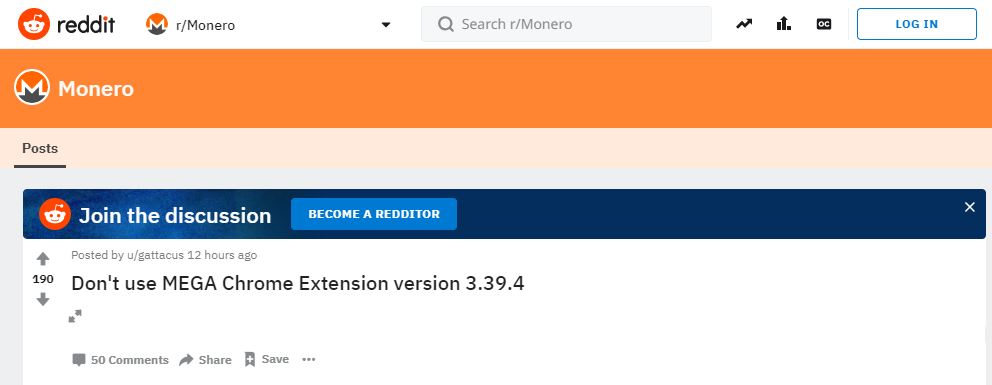 reddit r/Monero Search r/Monero LOG IN
Monero
Posts
Join the discussion BECOME A REDDITOR
Posted by u/gattacus 12 hours ago
190
Don't use MEGA Chrome Extension version 3.39.4
50 Comments Share Save